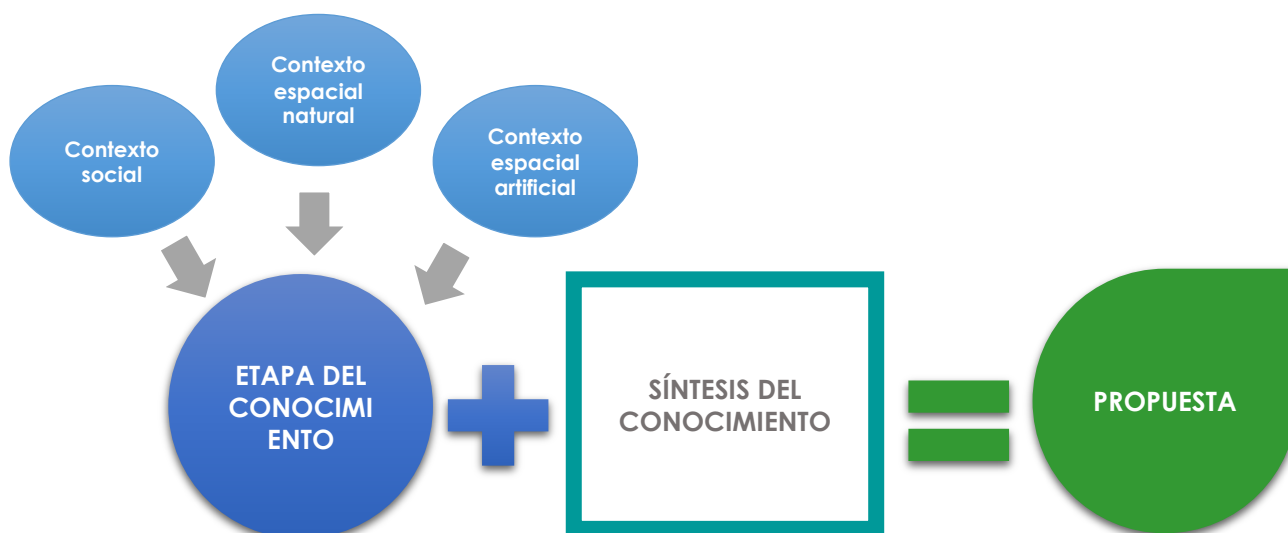 Contexto
social
Contexto
espacial
natural
Contexto
espacial
artificial
ETAPA DEL
CONOCIMI
ENTO
SÍNTESIS DEL
CONOCIMIENTO
PROPUESTA